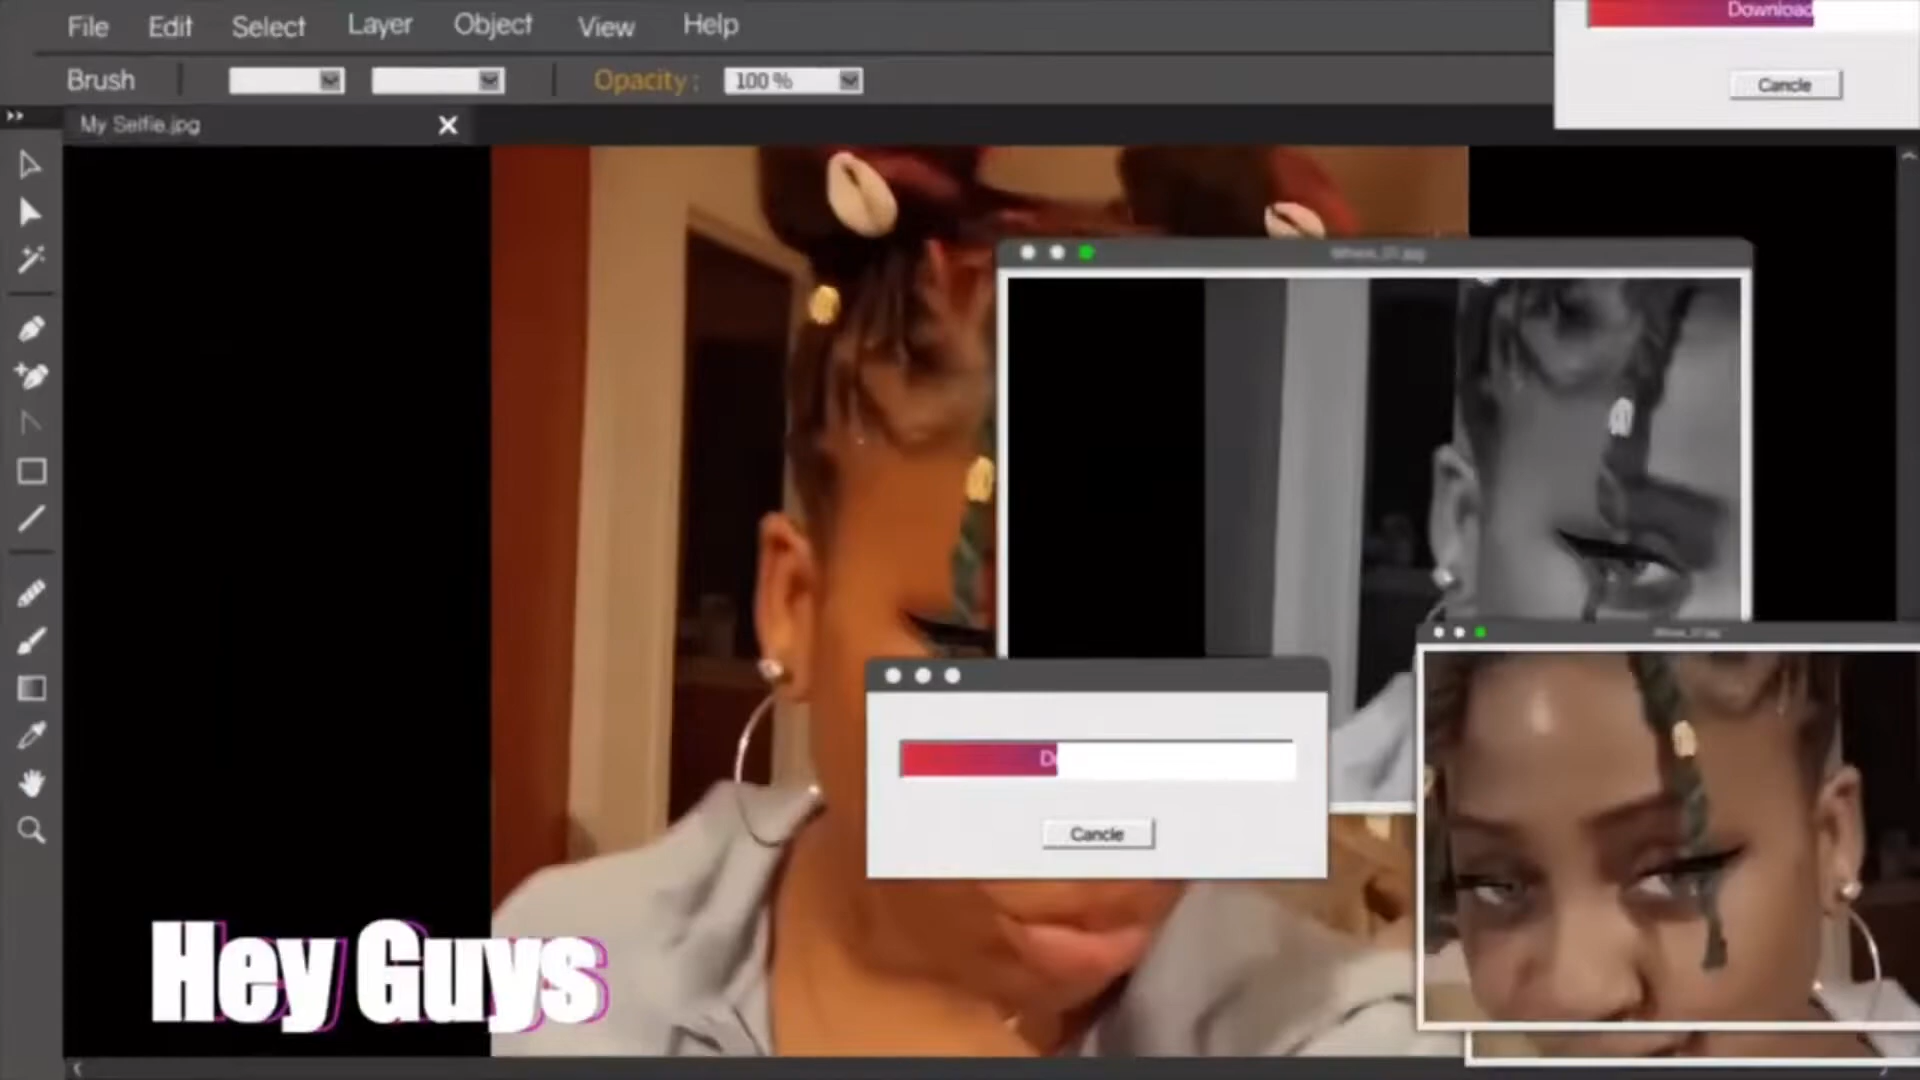 File Edit Select Layer Object View Help
Download
Brush Opacity : 100 %
Cancle
My Selfie.jpg
Cancle
Hey Guys